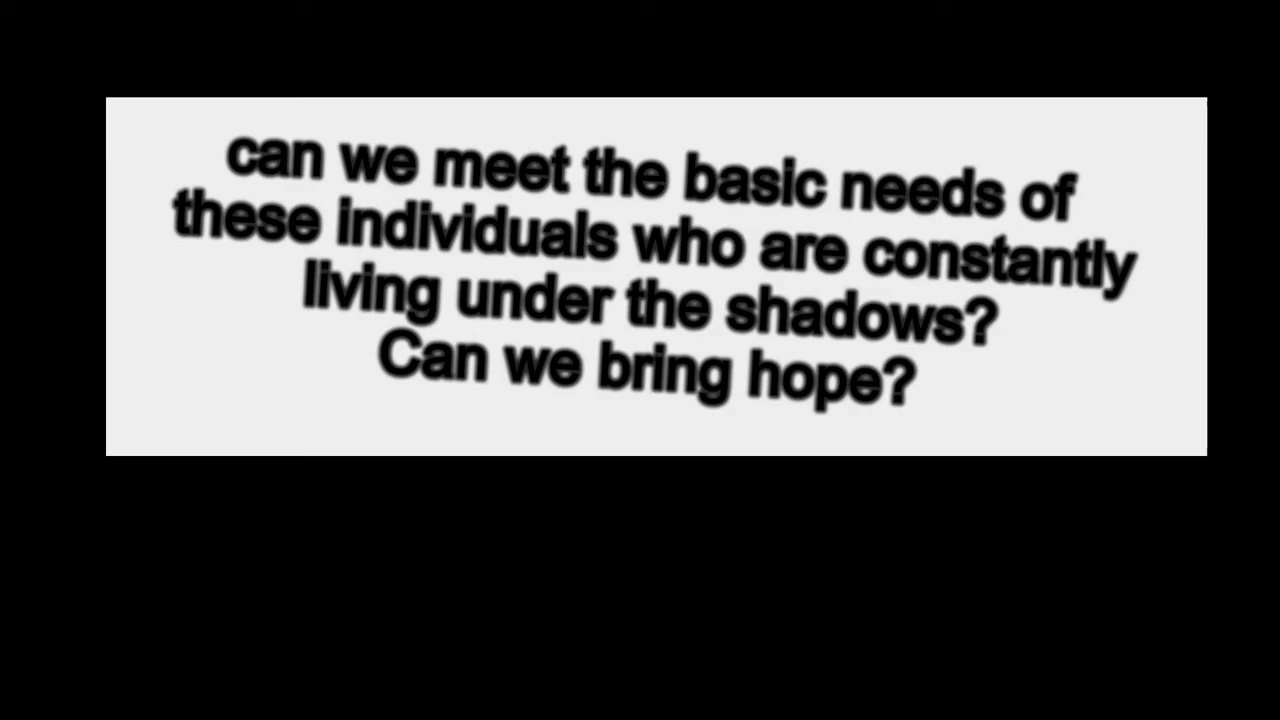 can we meet the basic needs of
these individuals who are constantly
living under the shadows?
Can we bring hope?